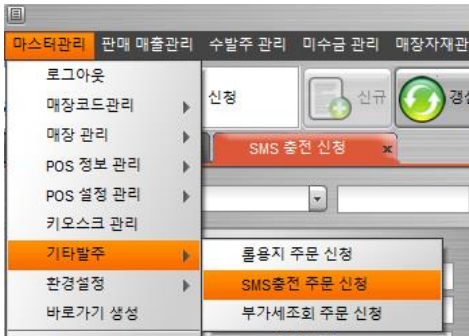 마스터관리 판매 매출관리 수발주 관리 미수금 관리 매장자재관
로그아웃
매장코드관리
신청
신규
갱
매장 관리
SMS 충전 신청
POS 정보 관리
POS 설정 관리
키오스크 관리
기타발주
롤용지 주문 신청
환경설정
SMS충전 주문 신청
바로가기 생성
부가세조회 주문 신청